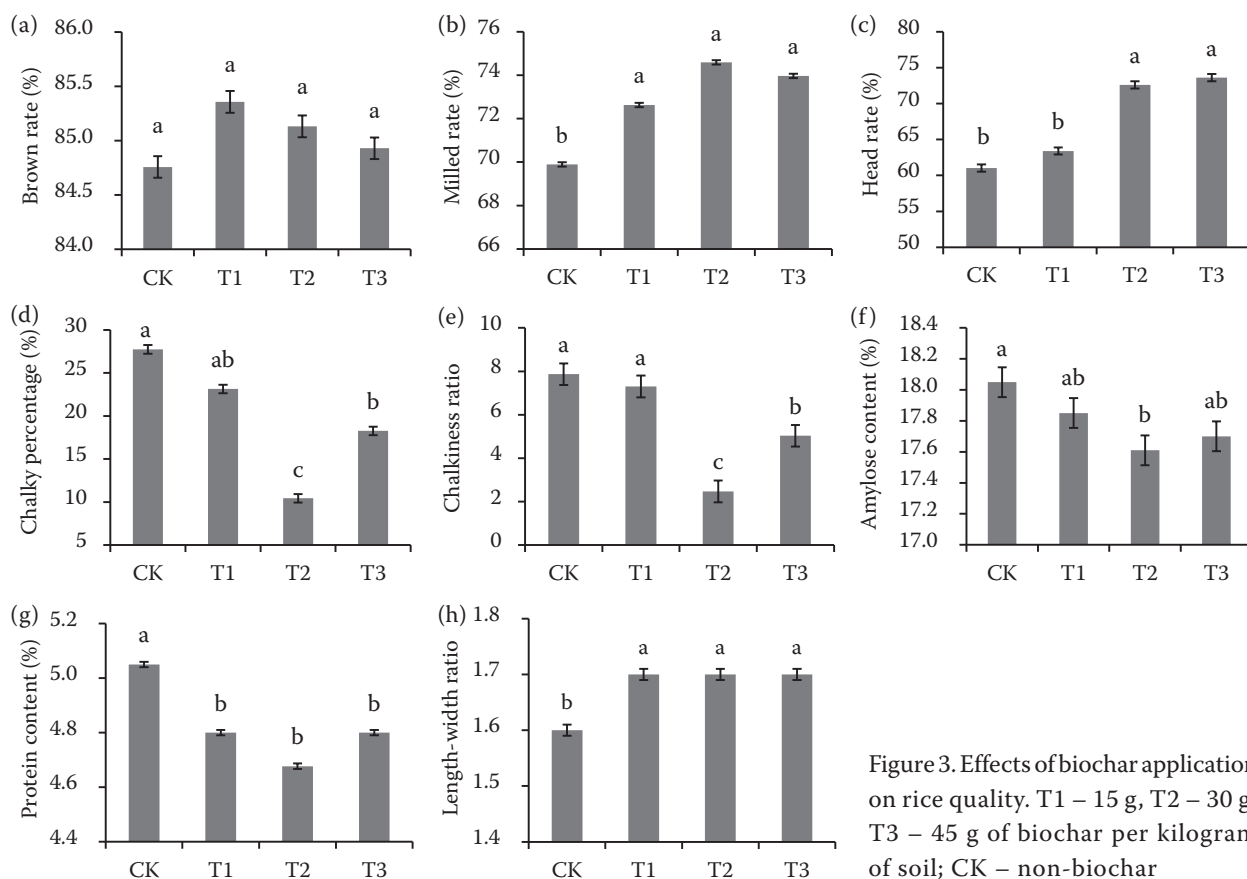 (a)
Brown rate (%)
86.0
85.5
85.0
84.5
84.0
a
a
a
a
CK T1 T2 T3
(b)
Milled rate (%)
76
74
72
70
68
66
b
a
a
a
CK T1 T2 T3
(c)
Head rate (%)
80
75
70
65
60
55
50
b
b
a
a
CK T1 T2 T3
(d)
Chalky percentage (%)
30
25
20
15
10
5
a
ab
c
b
CK T1 T2 T3
(e)
Chalkiness ratio
10
8
6
4
2
0
a
a
c
b
CK T1 T2 T3
(f)
Amylose content (%)
18.4
18.2
18.0
17.8
17.6
17.4
17.2
17.0
a
ab
b
ab
CK T1 T2 T3
(g)
Protein content (%)
5.2
5.0
4.8
4.6
4.4
a
b
b
b
CK T1 T2 T3
(h)
Length-width ratio
1.8
1.7
1.6
1.5
1.4
b
a
a
a
CK T1 T2 T3
Figure 3. Effects of biochar application
on rice quality. T1 – 15 g, T2 – 30 g
T3 – 45 g of biochar per kilogram
of soil; CK – non-biochar